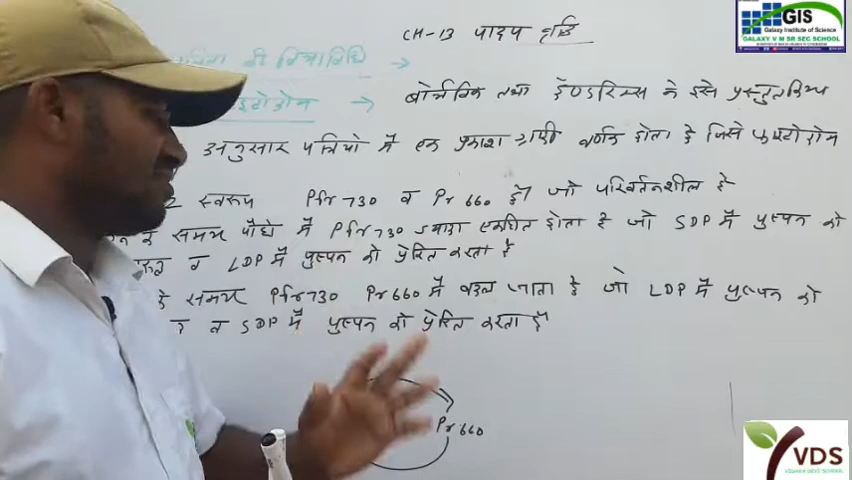 CH-13 पादप वृद्धि
की क्रियाविधि →
→ बोर्थविक तथा हैण्डरिक्स ने इसे प्रस्तुत किया
अनुसार पत्तियो में एक प्रकाश ग्राही वर्णक होता है जिसे फाइटोक्रोम
2 स्वरूप Pfr 730 व Pr 660 है। जो परिवर्तनशील है
समय पौधे में Pfr 730 एकत्रित होता है जो SDP में पुष्पन को
व LDP में पुष्पन को प्रेरित करता है
के समय Pfr 730 Pr 660 में बदल जाता है जो LDP में पुष्पन को
व SDP में पुष्पन को प्रेरित करता है
Pr 660
GIS
Galaxy Institute of Science
GALAXY V M SR SEC SCHOOL
VDS